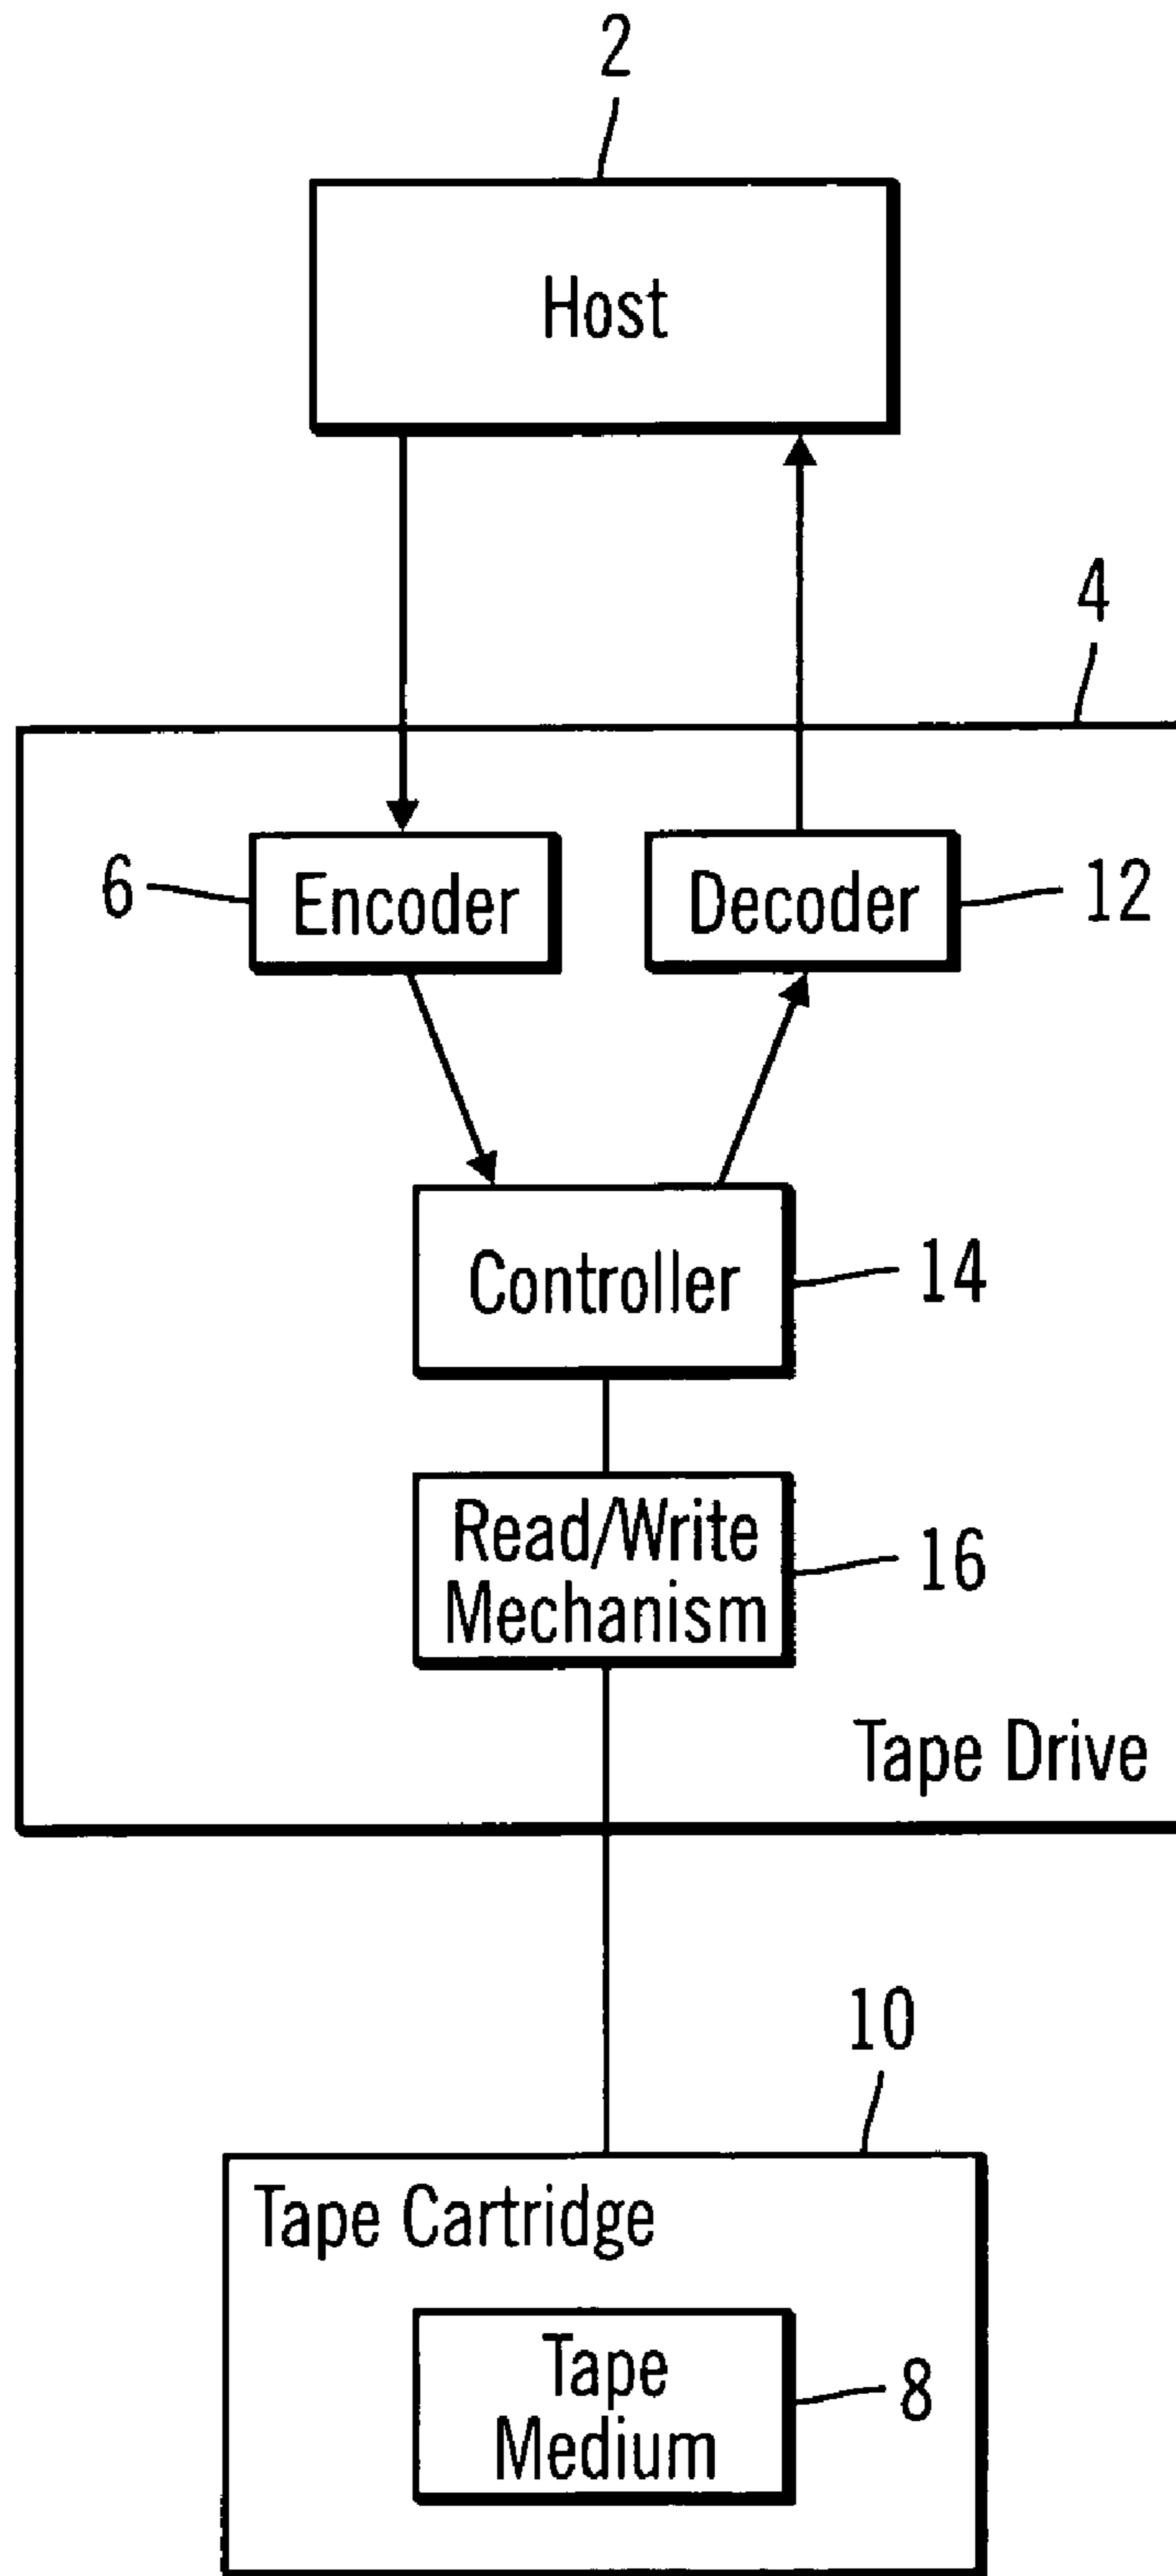 2
Host
4
6
Encoder
Decoder
12
Controller
14
Read/Write
Mechanism
16
Tape Drive
10
Tape Cartridge
Tape
Medium
8